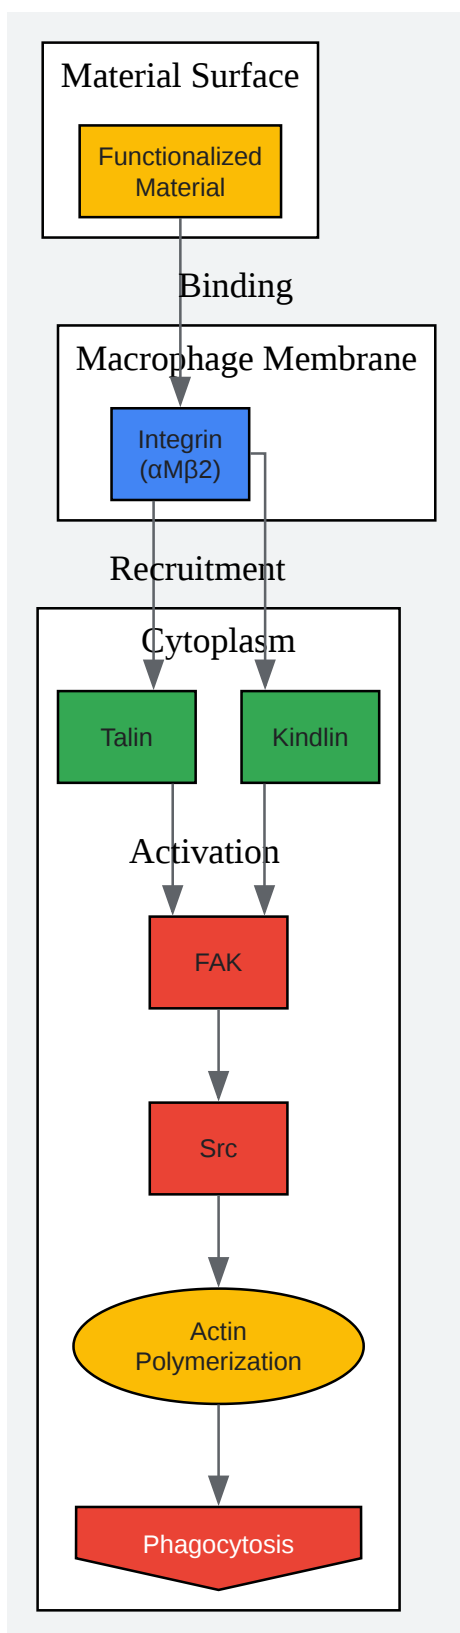 Material Surface
Functionalized
Material
Binding
Macrophage Membrane
Integrin
(αMβ2)
Recruitment
Cytoplasm
Talin
Kindlin
Activation
FAK
Src
Actin
Polymerization
Phagocytosis